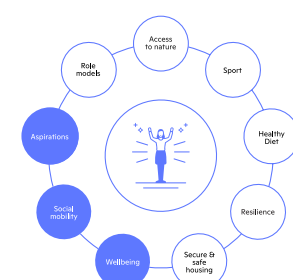 Access
to nature
Sport
Healthy
Diet
Resilience
Secure &
safe
housing
Wellbeing
Social
mobility
Aspirations
Role
models